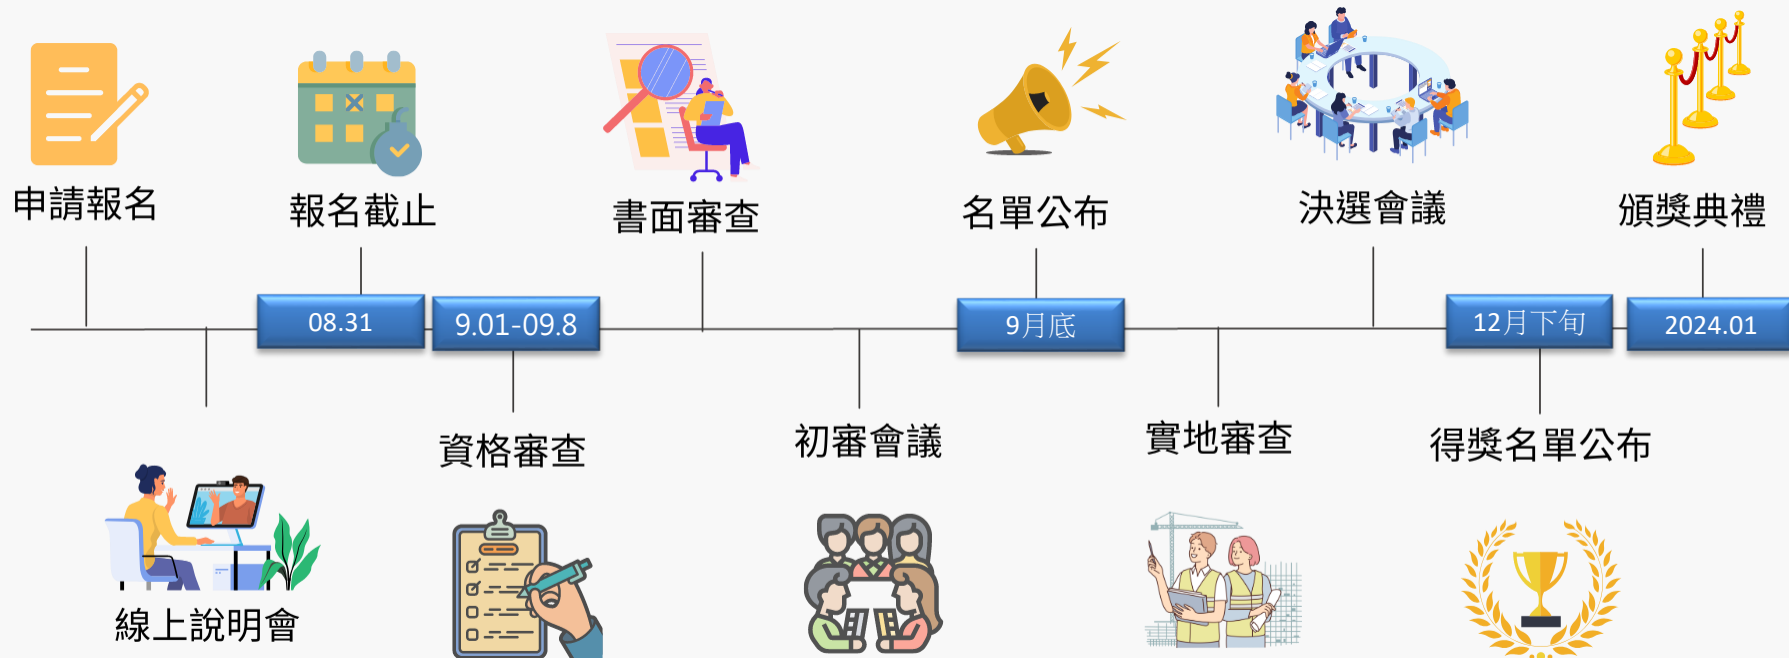 申請報名
報名截止
書面審查
名單公布
決選會議
頒獎典禮
08.31
9.01-09.8
9月底
12月下旬
2024.01
線上說明會
資格審查
初審會議
實地審查
得獎名單公布